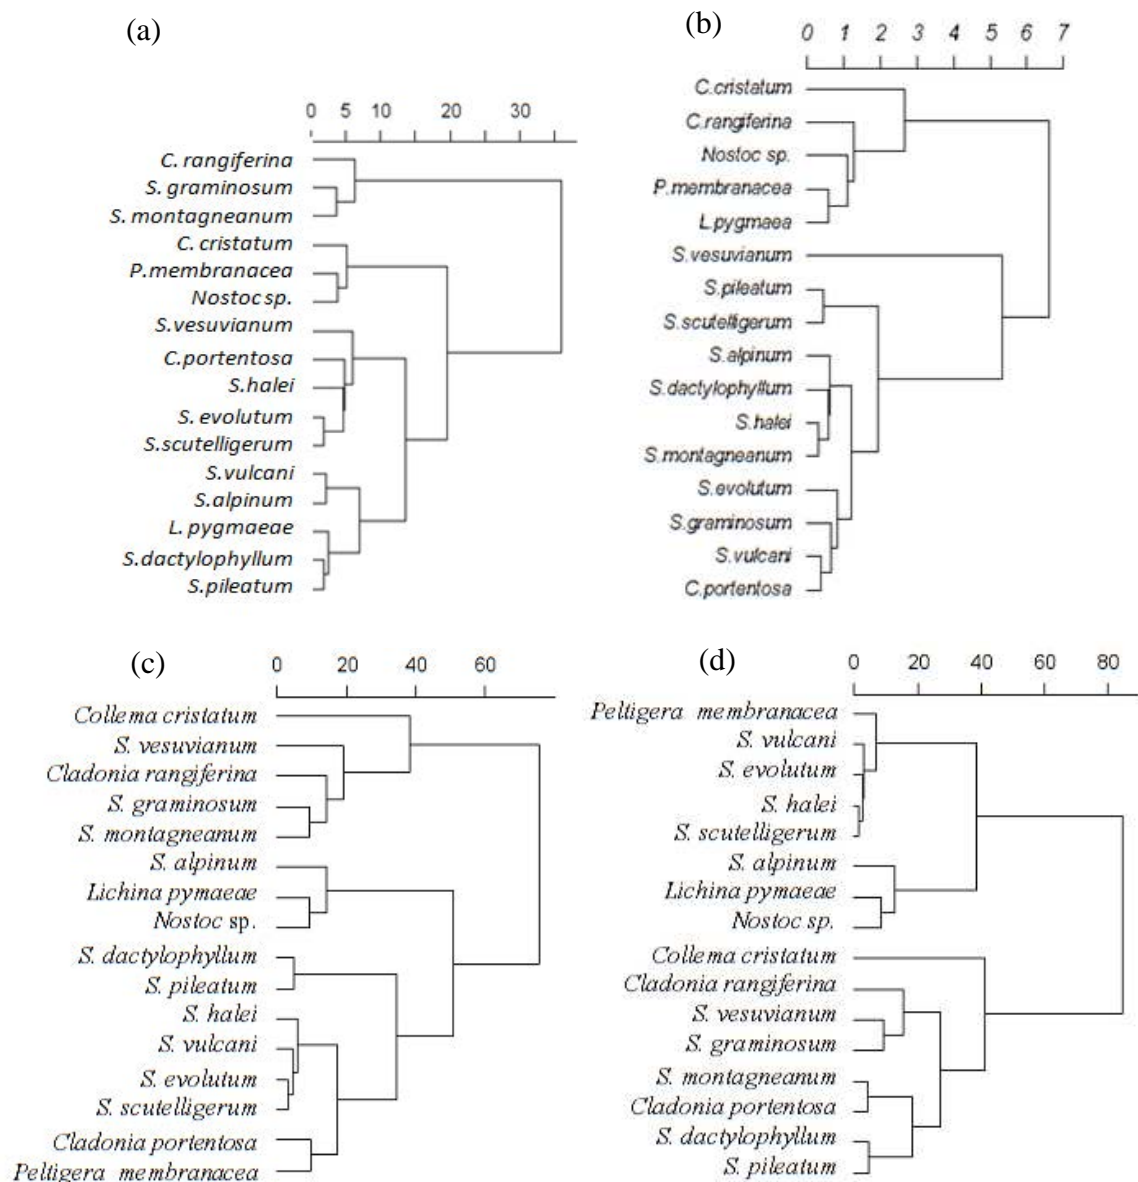 (a)
0 5 10 20 30
C. rangiferina
S. graminosum
S. montagneanum
C. cristatum
P.membranacea
Nostoc sp.
S.vesuvianum
C.portentosa
S.halei
S. evolutum
S.scutelligerum
S.vulcani
S.alpinum
L. pygmaeae
S.dactylophyllum
S.pileatum
(b)
0 1 2 3 4 5 6 7
C.cristatum
C.rangiferina
Nostoc sp.
P.membranacea
L.pygmaea
S.vesuvianum
S.pileatum
S.scutelligerum
S.alpinum
S.dactylophyllum
S.halei
S.montagneanum
S.evolutum
S.graminosum
S.vulcani
C.portentosa
(c)
0 20 40 60
Collema cristatum
S. vesuvianum
Cladonia rangiferina
S. graminosum
S. montagneanum
S. alpinum
Lichina pymaeae
Nostoc sp.
S. dactylophyllum
S. pileatum
S. halei
S. vulcani
S. evolutum
S. scutelligerum
Cladonia portentosa
Peltigera membranacea
(d)
0 20 40 60 80
Peltigera membranacea
S. vulcani
S. evolutum
S. halei
S. scutelligerum
S. alpinum
Lichina pymaeae
Nostoc sp.
Collema cristatum
Cladonia rangiferina
S. vesuvianum
S. graminosum
S. montagneanum
Cladonia portentosa
S. dactylophyllum
S. pileatum